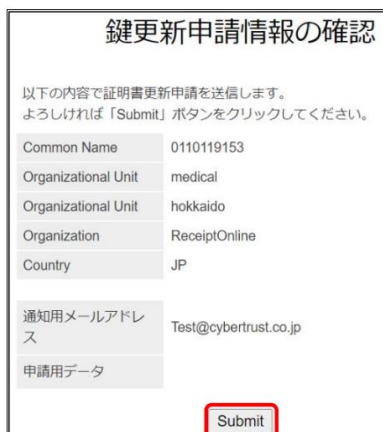 鍵更新申請情報の確認
以下の内容で証明書更新申請を送信します。
よろしければ「Submit」ボタンをクリックしてください。
Common Name 0110119153
Organizational Unit medical
Organizational Unit hokkaido
Organization ReceiptOnline
Country JP
通知用メールアドレ
ス Test@cybertrust.co.jp
申請用データ
Submit